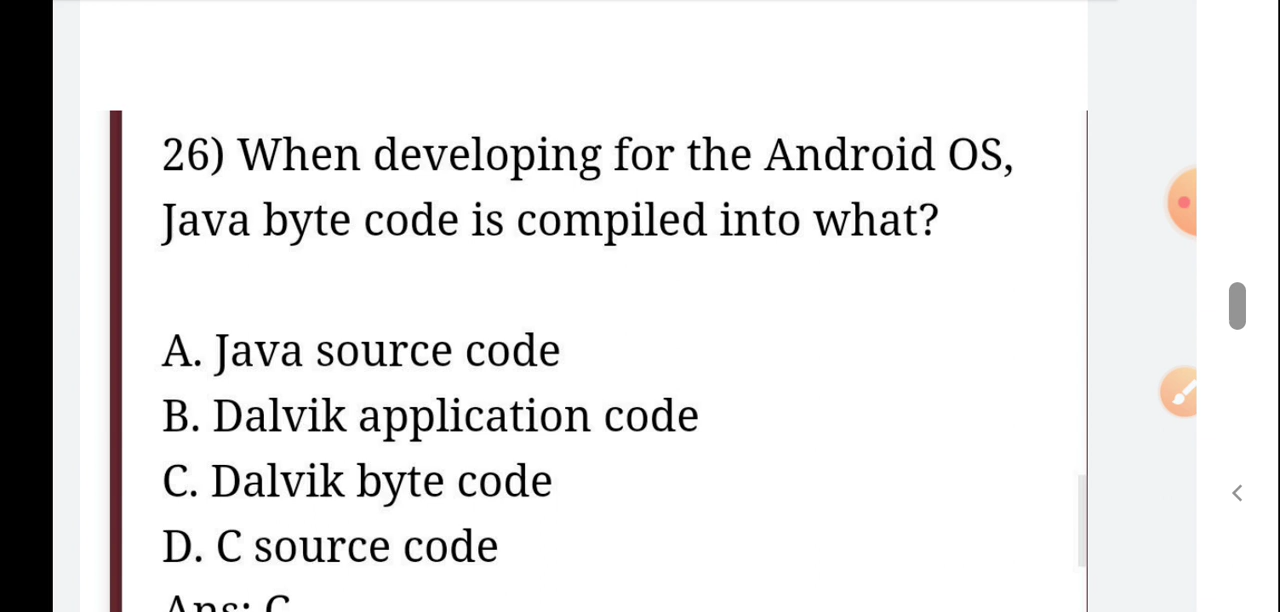 26) When developing for the Android OS,
Java byte code is compiled into what?
A. Java source code
B. Dalvik application code
C. Dalvik byte code
D. C source code
Ans: C